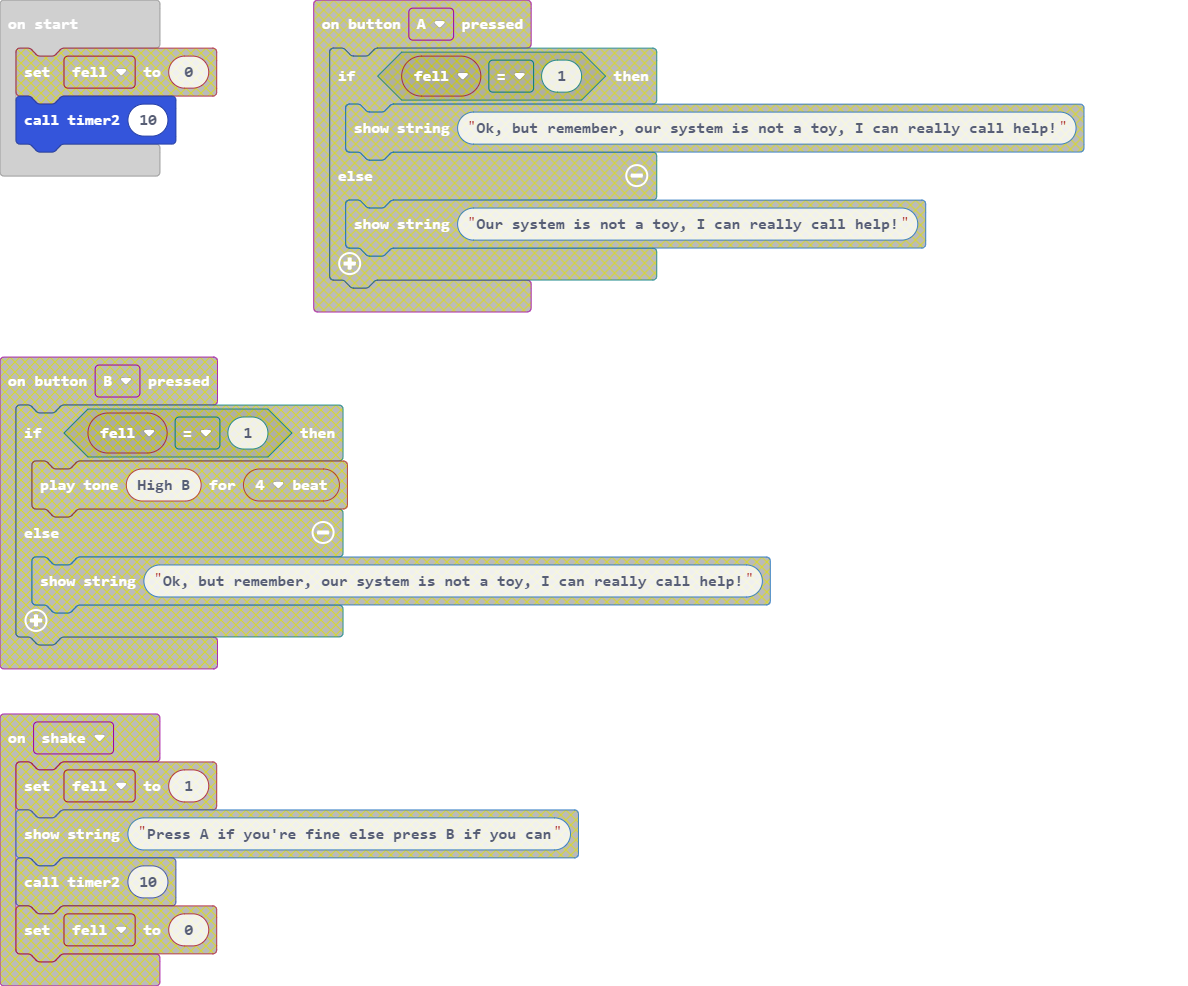 on start
set fell to 0
call timer2 10
on button A pressed
if fell = 1 then
show string "Ok, but remember, our system is not a toy, I can really call help!"
else
show string "Our system is not a toy, I can really call help!"
on button B pressed
if fell = 1 then
play tone High B for 4 beat
else
show string "Ok, but remember, our system is not a toy, I can really call help!"
on shake
set fell to 1
show string "Press A if you're fine else press B if you can"
call timer2 10
set fell to 0